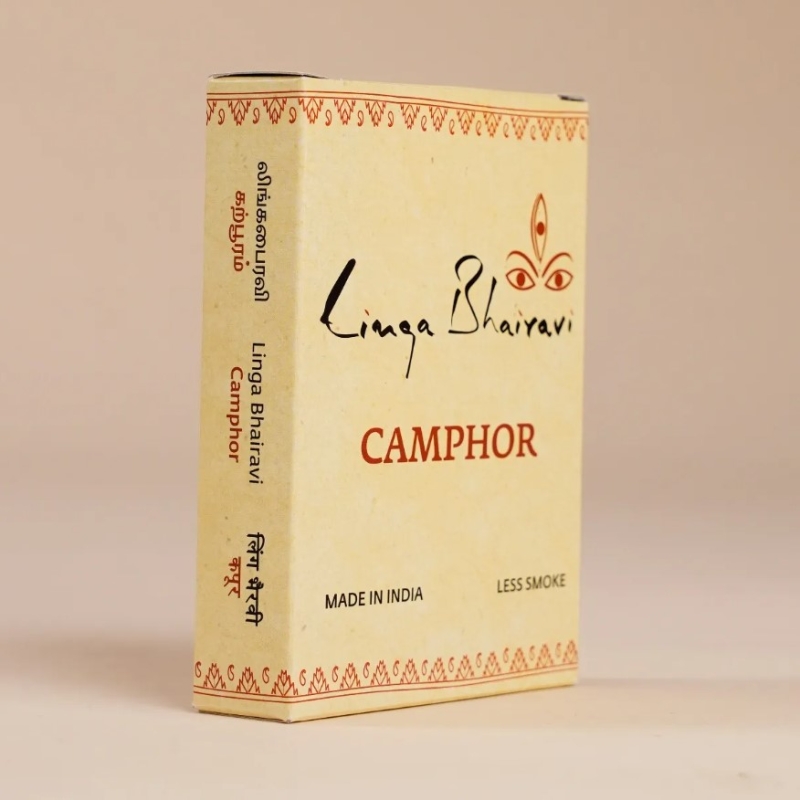 லிங்கபைரவி
கற்பூரம்
Linga Bhairavi
Camphor
लिंग भैरवी
कपूर
Linga Bhairavi
CAMPHOR
MADE IN INDIA
LESS SMOKE